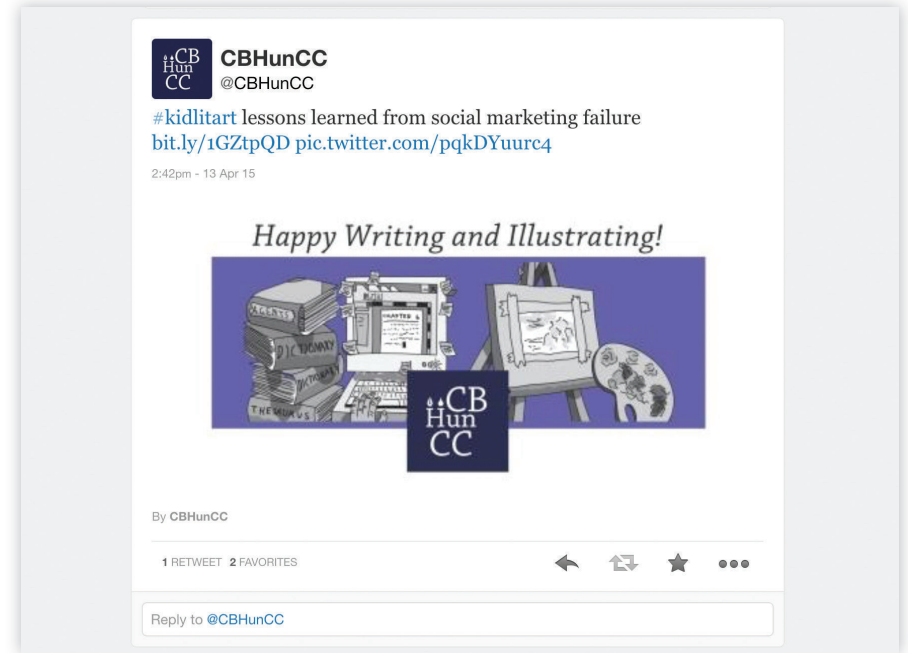 CB
Hun
CC
CBHunCC
@CBHunCC
#kidlitart lessons learned from social marketing failure
bit.ly/1GZtpQD pic.twitter.com/pqkDYuurc4
2:42pm - 13 Apr 15
Happy Writing and Illustrating!
AGENTS
DICTIONARY
DICTIONARY
THESAURUS
CHAPTER
CB
Hun
CC
By CBHunCC
1 RETWEET 2 FAVORITES
Reply to @CBHunCC